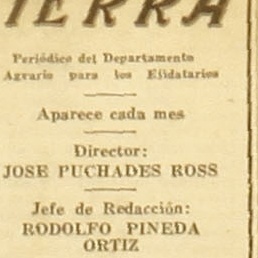 TIERRA
Periódico del Departamento
Agrario para los Ejidatarios
Aparece cada mes
Director:
JOSE PUCHADES ROSS
Jefe de Redacción:
RODOLFO PINEDA
ORTIZ